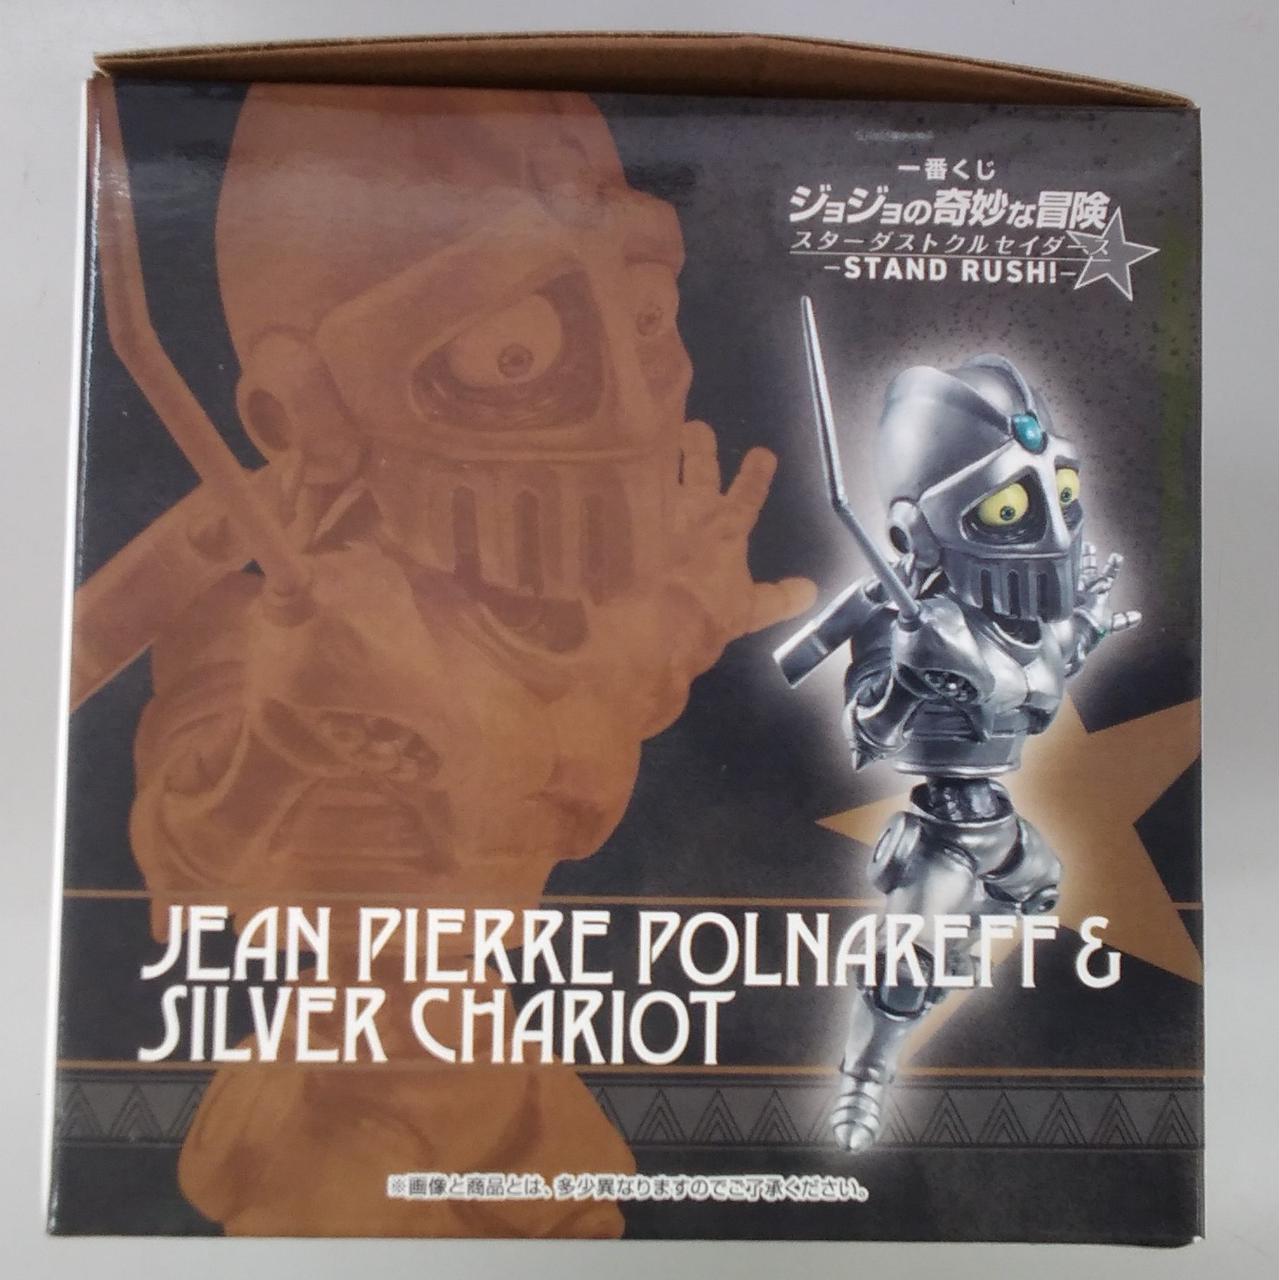 一番くじ
ジョジョの奇妙な冒険
スターダストクルセイダース
-STAND RUSH!-
JEAN PIERRE POLNAREFF &
SILVER CHARIOT
※画像と商品とは、多少異なりますのでご了承ください。